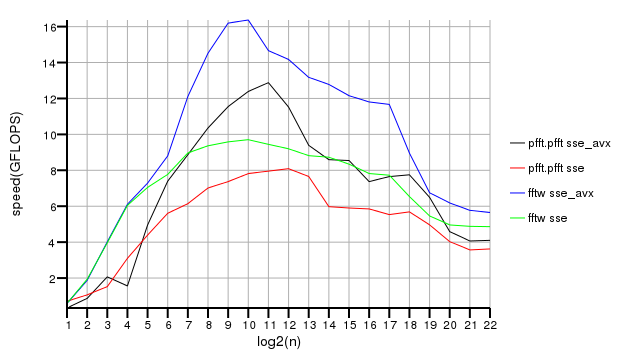 16
14
12
10
8
6
4
2
speed(GFLOPS)
pfft.pfft sse_avx
pfft.pfft sse
fftw sse_avx
fftw sse
1 2 3 4 5 6 7 8 9 10 11 12 13 14 15 16 17 18 19 20 21 22
log2(n)